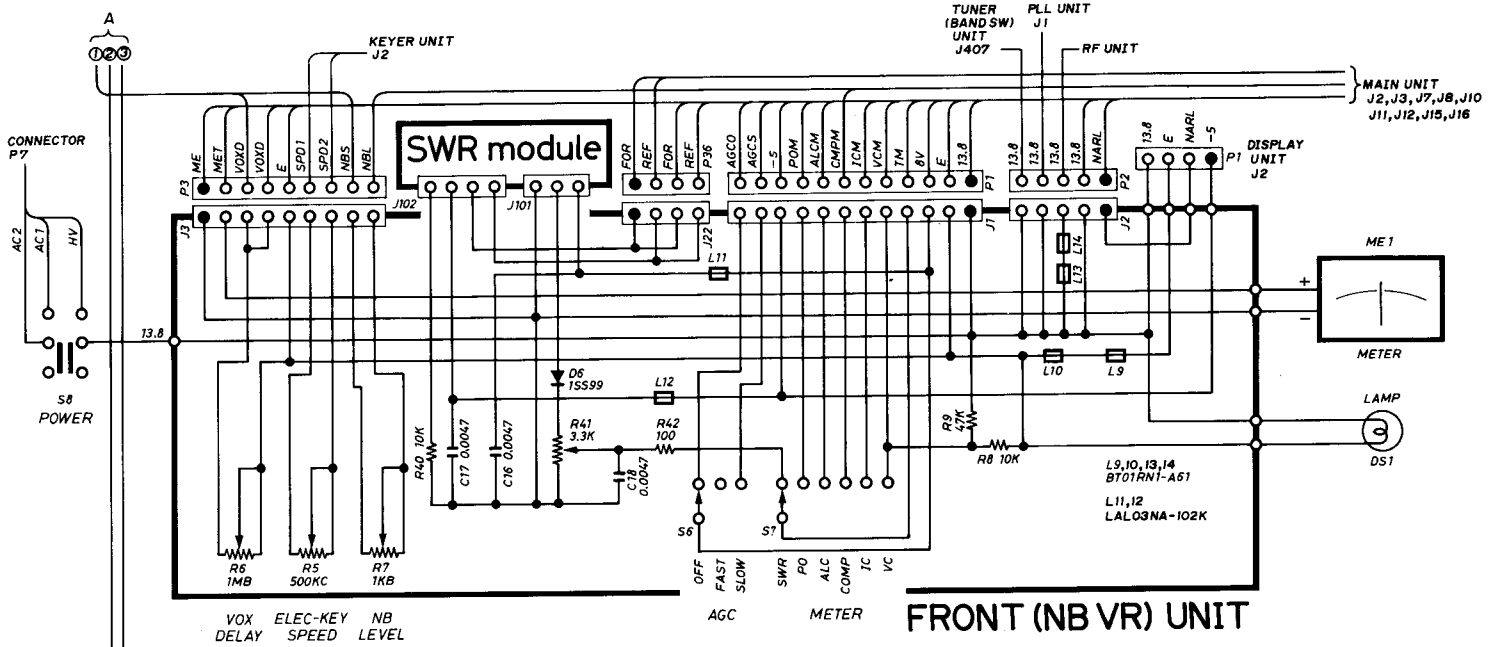 A
① ② ③
KEYER UNIT
J2
TUNER
(BAND SW)
UNIT
J407
PLL UNIT
J1
RF UNIT
MAIN UNIT
J2, J3, J7, J8, J10
J11, J12, J15, J16
CONNECTOR
P7
AC2
AC1
HV
ME
MET
VOXD
VOXD
E
SPD1
SPD2
NBS
NBL
P3
J3
SWR module
J102
J101
FOR
REF
FOR
REF
P36
J22
AGCO
AGCS
-S
POM
ALCM
CMPM
ICM
VCM
TM
8V
E
13.8
P1
J1
13.8
13.8
13.8
13.8
NARL
P2
J2
13.8
E
NARL
-S
P1
DISPLAY
UNIT
J2
L14
L13
L11
ME1
+
-
METER
13.8
S8
POWER
D6
1SS99
L12
L10
L9
R40 10K
C17 0.0047
C16 0.0047
R41
3.3K
R42
100
C18
0.0047
R9
47K
R8 10K
LAMP
DS1
L9,10,13,14
BT01RN1-A61
L11,12
LAL03NA-102K
S6
S7
R6
1MB
R5
500KC
R7
1KB
OFF
FAST
SLOW
SWR
PO
ALC
COMP
IC
VC
VOX
DELAY
ELEC-KEY
SPEED
NB
LEVEL
AGC
METER
FRONT (NB VR) UNIT